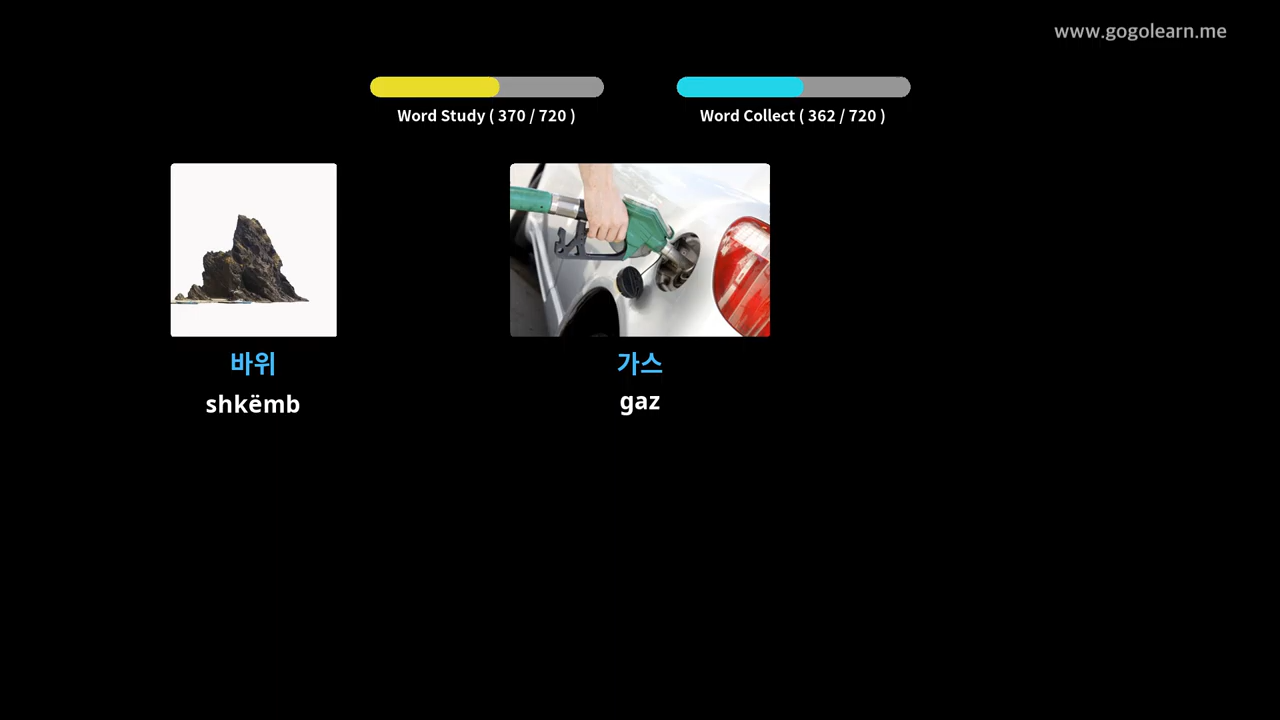 www.gogolearn.me
Word Study ( 370 / 720 )
Word Collect ( 362 / 720 )
바위
shkëmb
가스
gaz